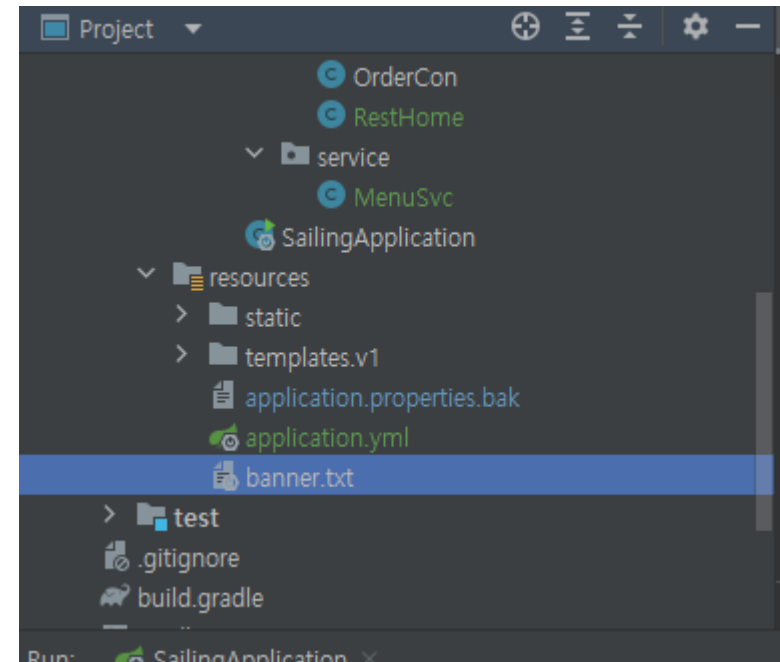 Project
OrderCon
RestHome
service
MenuSvc
SailingApplication
resources
static
templates.v1
application.properties.bak
application.yml
banner.txt
test
.gitignore
build.gradle
Run: SailingApplication